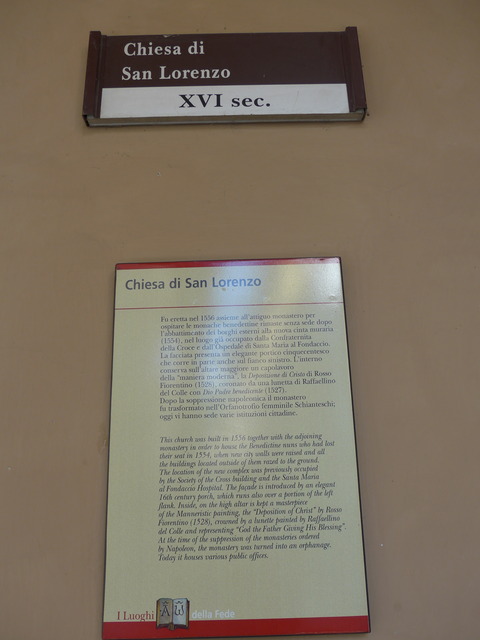 Chiesa di
San Lorenzo
XVI sec.
Chiesa di San Lorenzo
Fu eretta nel 1556 assieme all'attiguo monastero per
ospitare le monache benedettine rimaste senza sede dopo
l'abbattimento dei borghi esterni alla nuova cinta muraria
(1554), nel luogo già occupato dalla Confraternita
della Croce e dall'Ospedale di Santa Maria al Fondaccio.
La facciata presenta un elegante portico cinquecentesco
che corre in parte anche sul fianco sinistro. L'interno
conserva sull'altare maggiore un capolavoro
della "maniera moderna", la Deposizione di Cristo di Rosso
Fiorentino (1528), coronato da una lunetta di Raffaellino
del Colle con Dio Padre benedicente (1527).
Dopo la soppressione napoleonica il monastero
fu trasformato nell'Orfanotrofio femminile Schianteschi;
oggi vi hanno sede varie istituzioni cittadine.
This church was built in 1556 together with the adjoining
monastery in order to house the Benedictine nuns who had lost
their seat in 1554, when new city walls were raised and all
the buildings located outside of them razed to the ground.
The location of the new complex was previously occupied
by the Society of the Cross building and the Santa Maria
al Fondaccio Hospital. The façade is introduced by an elegant
16th century porch, which runs also over a portion of the left
flank. Inside, on the high altar is kept a masterpiece
of the Manneristic painting, the "Deposition of Christ" by Rosso
Fiorentino (1528), crowned by a lunette painted by Raffaellino
del Colle and representing "God the Father Giving His Blessing".
At the time of the suppression of the monasteries ordered
by Napoleon, the monastery was turned into an orphanage.
Today it houses various public offices.
I Luoghi della Fede